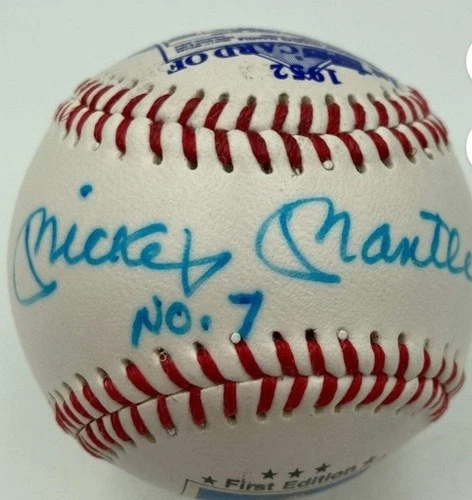 CARD OF
1952
Mickey Mantle
No. 7
★ ★ ★
★ First Edition ★